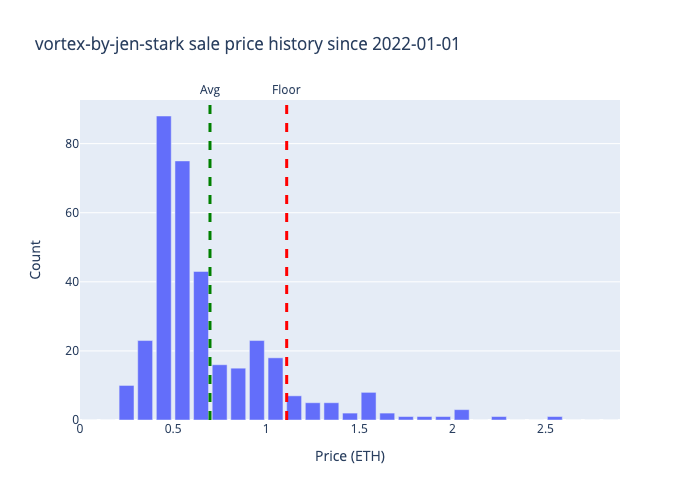 vortex-by-jen-stark sale price history since 2022-01-01
Avg
Floor
80
60
40
20
0
0
0.5
1
1.5
2
2.5
Count
Price (ETH)